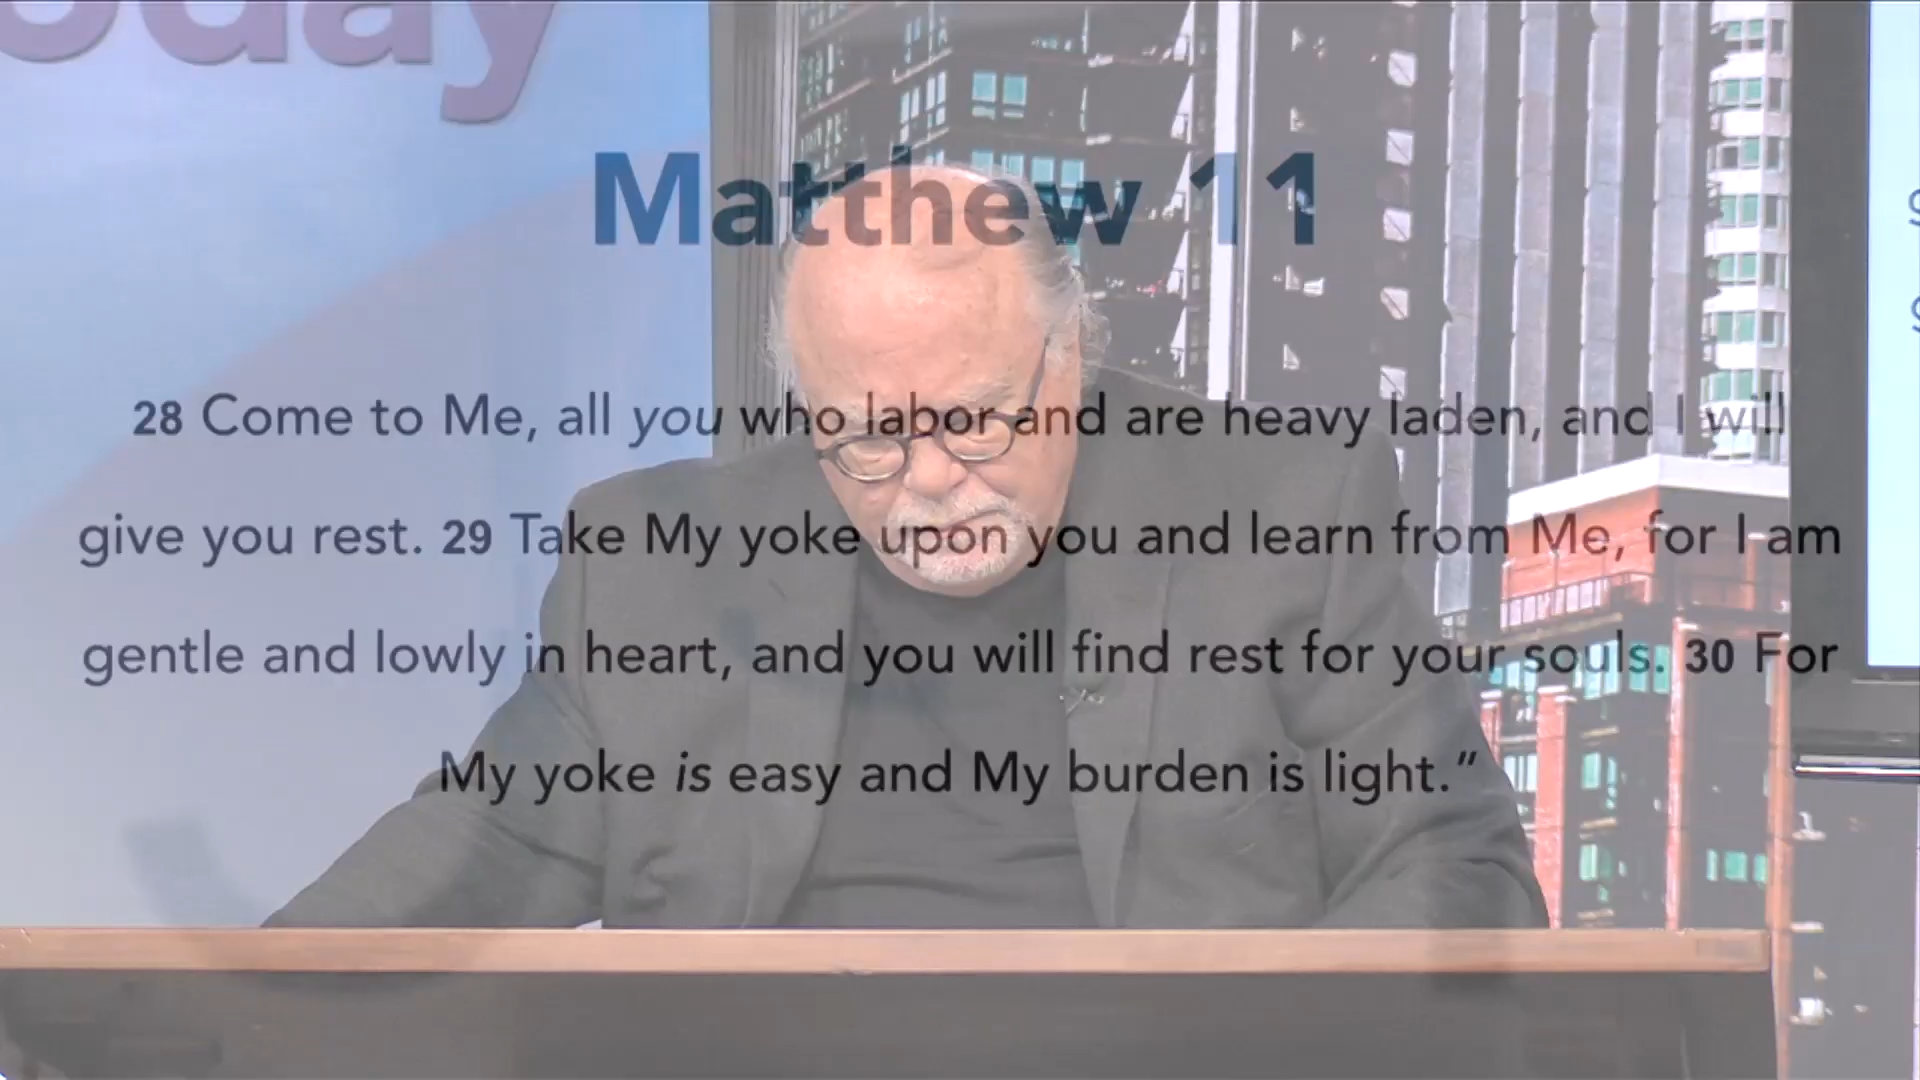 oday
Matthew 11
28 Come to Me, all you who labor and are heavy laden, and I will
give you rest. 29 Take My yoke upon you and learn from Me, for I am
gentle and lowly in heart, and you will find rest for your souls. 30 For
My yoke is easy and My burden is light.”